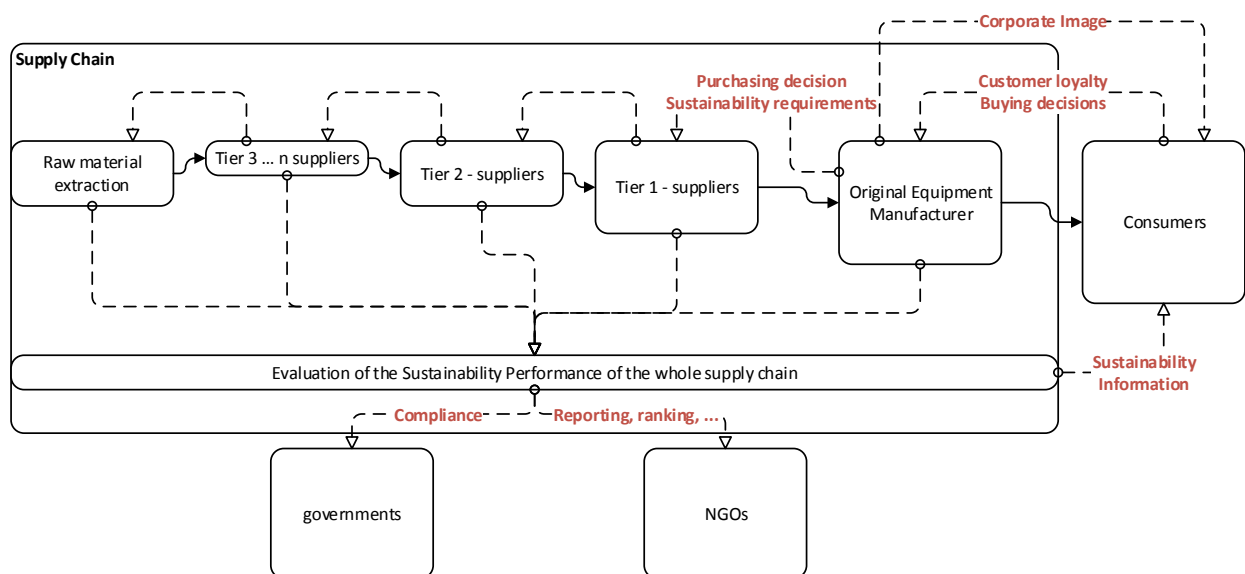 Corporate Image
Supply Chain
Purchasing decision
Sustainability requirements
Customer loyalty
Buying decisions
Raw material
extraction
Tier 3 ... n suppliers
Tier 2 - suppliers
Tier 1 - suppliers
Original Equipment
Manufacturer
Consumers
Evaluation of the Sustainability Performance of the whole supply chain
Sustainability
Information
Compliance
Reporting, ranking, ...
governments
NGOs